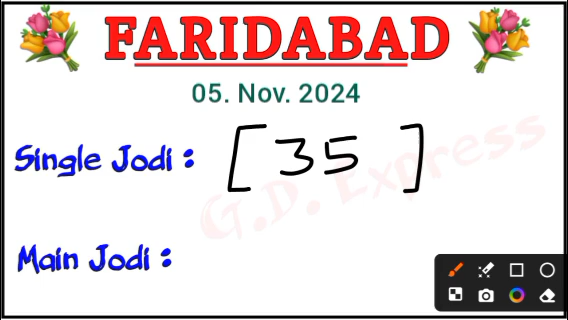 FARIDABAD
05. Nov. 2024
Single Jodi : [ 35 ]
G.D. Express
Main Jodi :